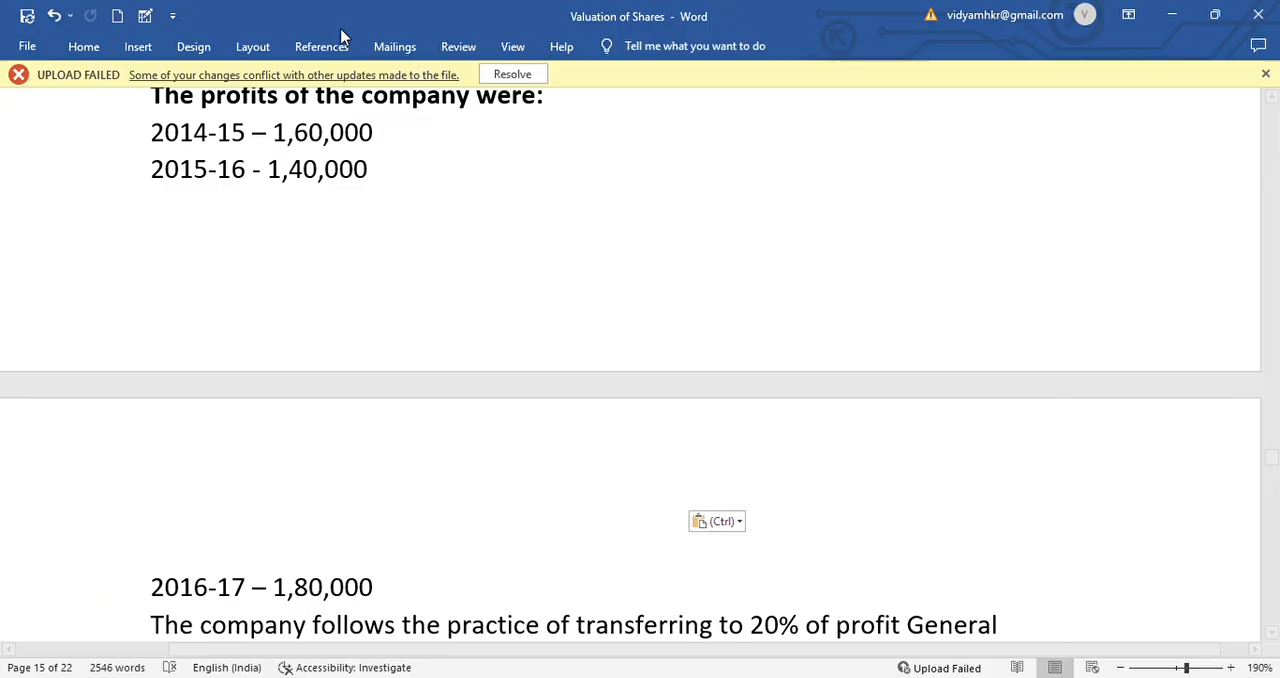 Valuation of Shares - Word
vidyamhkr@gmail.com
V
File Home Insert Design Layout References Mailings Review View Help Tell me what you want to do
UPLOAD FAILED Some of your changes conflict with other updates made to the file. Resolve
The profits of the company were:
2014-15 – 1,60,000
2015-16 - 1,40,000
(Ctrl)
2016-17 – 1,80,000
The company follows the practice of transferring to 20% of profit General
Page 15 of 22 2546 words English (India) Accessibility: Investigate Upload Failed 190%